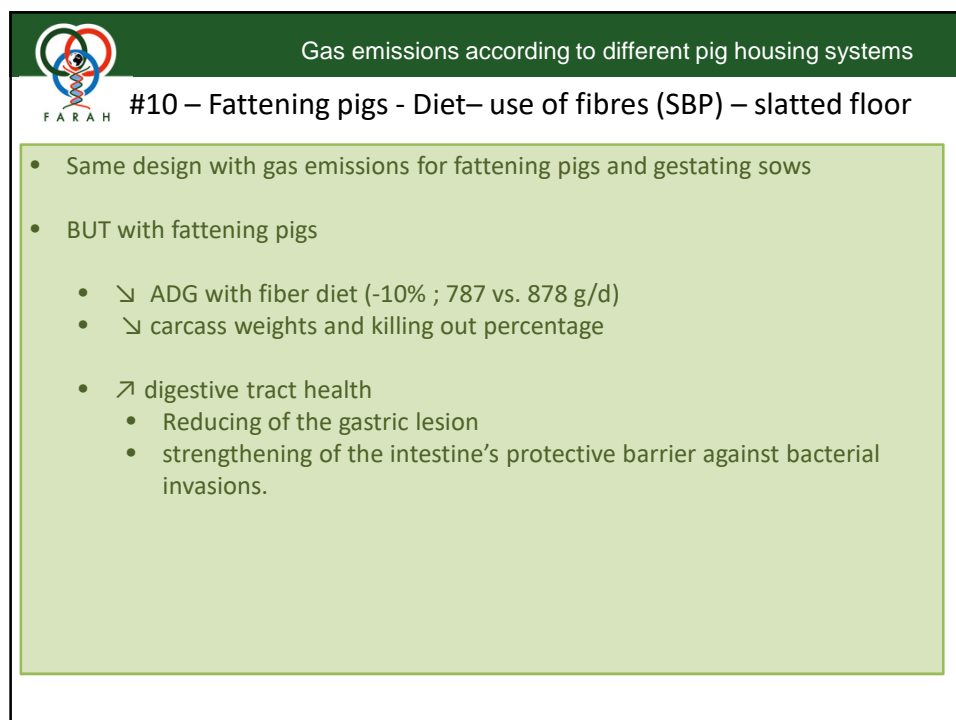 Gas emissions according to different pig housing systems
FARAH
#10 – Fattening pigs - Diet– use of fibres (SBP) – slatted floor
• Same design with gas emissions for fattening pigs and gestating sows
• BUT with fattening pigs
• ↘ ADG with fiber diet (-10% ; 787 vs. 878 g/d)
• ↘ carcass weights and killing out percentage
• ↗ digestive tract health
• Reducing of the gastric lesion
• strengthening of the intestine’s protective barrier against bacterial
invasions.